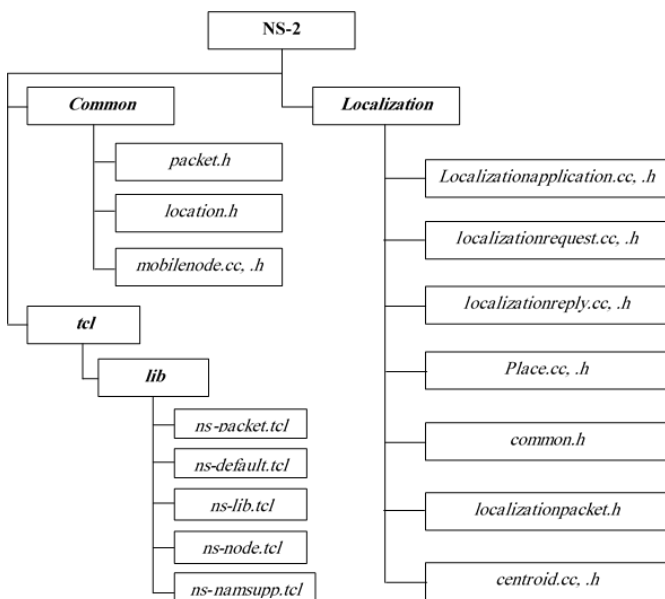 NS-2
Common
packet.h
location.h
mobilenode.cc, .h
tcl
lib
ns-packet.tcl
ns-default.tcl
ns-lib.tcl
ns-node.tcl
ns-namsupp.tcl
Localization
Localizationapplication.cc, .h
localizationrequest.cc, .h
localizationreply.cc, .h
Place.cc, .h
common.h
localizationpacket.h
centroid.cc, .h